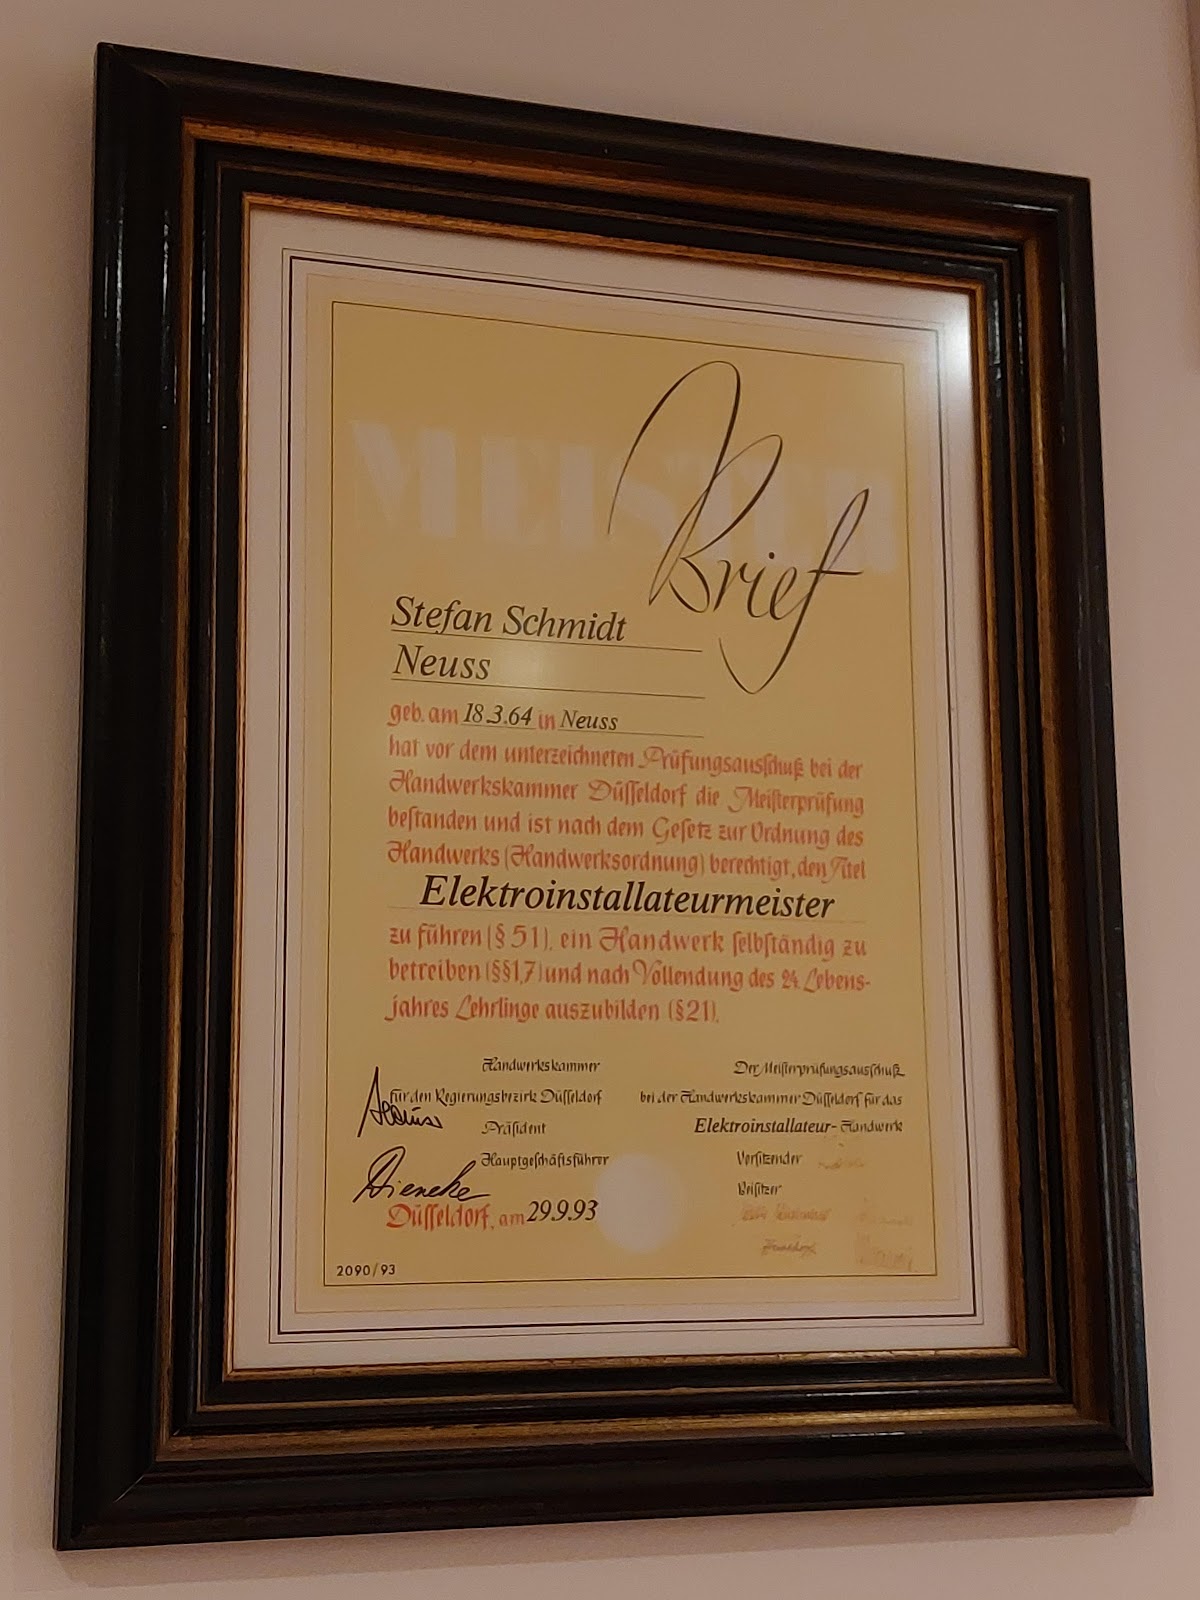 MEISTER
Brief
Stefan Schmidt
Neuss
geb. am 18.3.64 in Neuss
hat vor dem unterzeichneten Prüfungsausſchuß bei der
Handwerkskammer Düſſeldorf die Meiſterprüfung
beſtanden und ist nach dem Geſetz zur Ordnung des
Handwerks (Handwerksordnung) berechtigt, den Titel
Elektroinstallateurmeister
zu führen (§ 51), ein Handwerk ſelbſtändig zu
betreiben (§§1,7) und nach Vollendung des 24. Lebens-
jahres Lehrlinge auszubilden (§21).
Handwerkskammer
für den Regierungsbezirk Düſſeldorf
Präſident
Hauptgeſchäftsführer
Düſſeldorf, am 29.9.93
Der Meiſterprüfungsausſchuß
bei der Handwerkskammer Düſſeldorf für das
Elektroinstallateur-Handwerk
Vorſitzender
Beiſitzer
2090/93